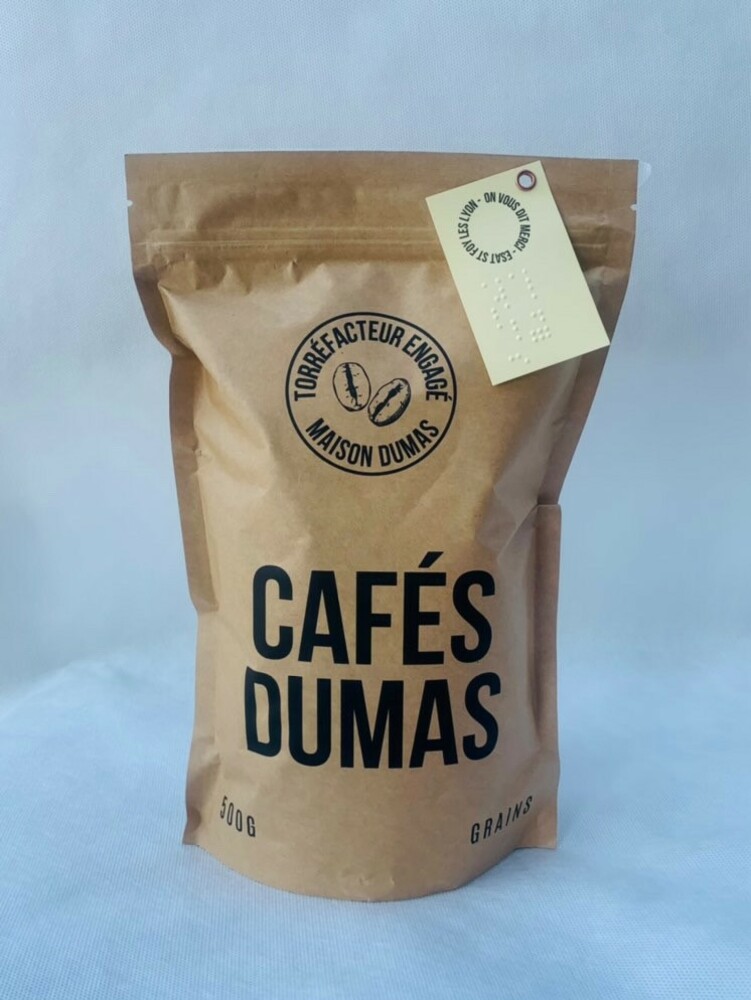 ON VOUS DIT MERCI - ESAT ST FOY LES LYON -
TORRÉFACTEUR ENGAGÉ
MAISON DUMAS
CAFÉS
DUMAS
500G
GRAINS